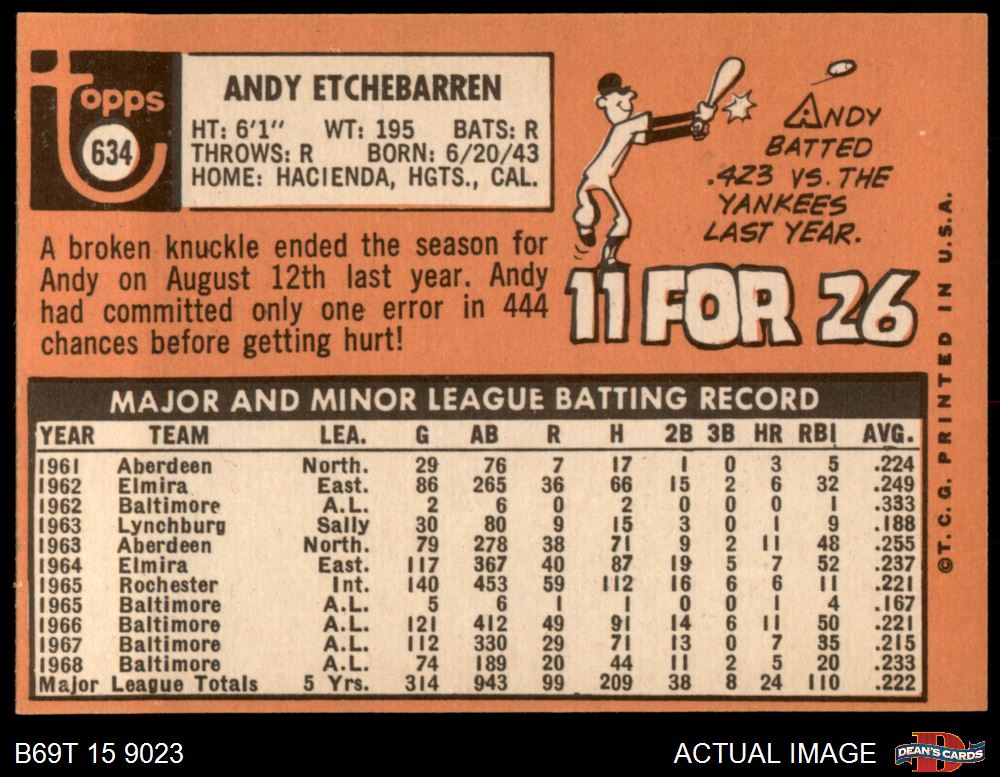 topps
634
ANDY ETCHEBARREN
HT: 6'1" WT: 195 BATS: R
THROWS: R BORN: 6/20/43
HOME: HACIENDA, HGTS., CAL.
A broken knuckle ended the season for
Andy on August 12th last year. Andy
had committed only one error in 444
chances before getting hurt!
ANDY
BATTED
.423 VS. THE
YANKEES
LAST YEAR.
11 FOR 26
MAJOR AND MINOR LEAGUE BATTING RECORD
YEAR TEAM LEA. G AB R H 2B 3B HR RBI AVG.
1961 Aberdeen North. 29 76 7 17 1 0 3 5 .224
1962 Elmira East. 86 265 36 66 15 2 6 32 .249
1962 Baltimore A.L. 2 6 0 2 0 0 0 1 .333
1963 Lynchburg Sally 30 80 9 15 3 0 1 9 .188
1963 Aberdeen North. 79 278 38 71 9 2 11 48 .255
1964 Elmira East. 117 367 40 87 19 5 7 52 .237
1965 Rochester Int. 140 453 59 112 16 6 6 11 .221
1965 Baltimore A.L. 5 6 1 1 0 0 1 4 .167
1966 Baltimore A.L. 121 412 49 91 14 6 11 50 .221
1967 Baltimore A.L. 112 330 29 71 13 0 7 35 .215
1968 Baltimore A.L. 74 189 20 44 11 2 5 20 .233
Major League Totals 5 Yrs. 314 943 99 209 38 8 24 110 .222
©T. C. G. PRINTED IN U.S.A.
B69T 15 9023
ACTUAL IMAGE
D
DEAN'S CARDS